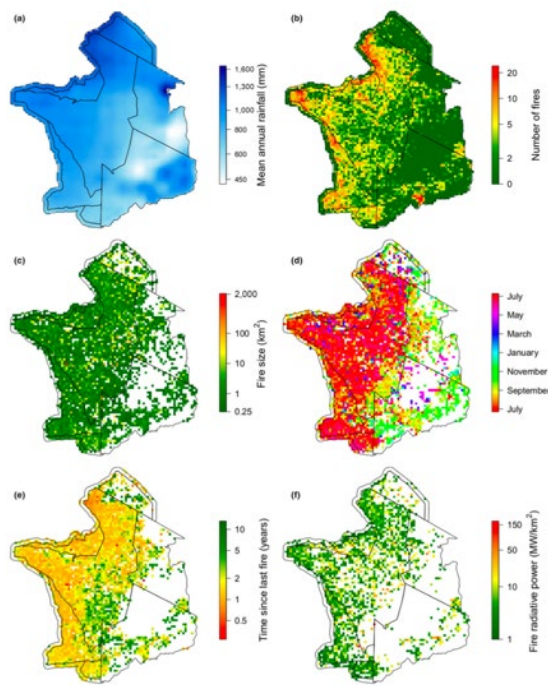 (a)
1,600
1,300
800
600
450
Mean annual rainfall (mm)
(b)
20
10
5
2
0
Number of fires
(c)
2,000
100
10
1
0.25
Fire size (km²)
(d)
July
May
March
January
November
September
July
(e)
10
5
2
1
0.5
Time since last fire (years)
(f)
150
50
10
1
Fire radiative power (MW/km²)